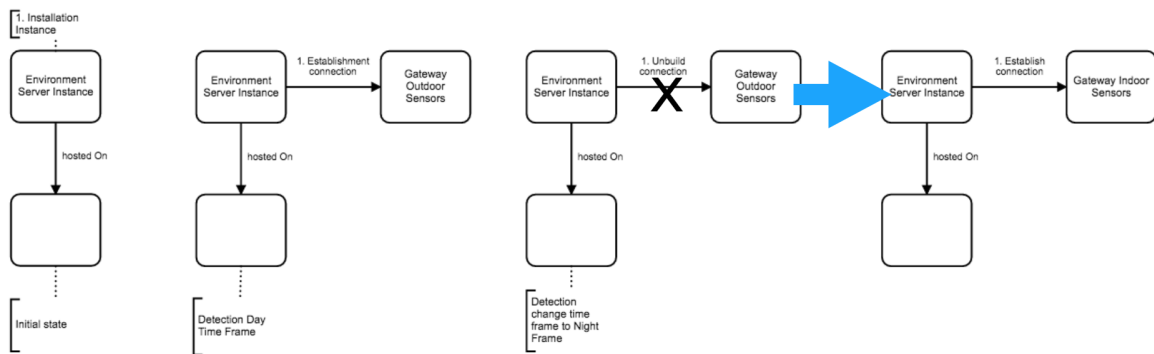 1. Installation
Instance
Environment
Server Instance
hosted On
Initial state
Environment
Server Instance
1. Establishment
connection
Gateway
Outdoor
Sensors
hosted On
Detection Day
Time Frame
Environment
Server Instance
1. Unbuild
connection
X
Gateway
Outdoor
Sensors
hosted On
Detection
change time
frame to Night
Frame
Environment
Server Instance
1. Establish
connection
Gateway Indoor
Sensors
hosted On